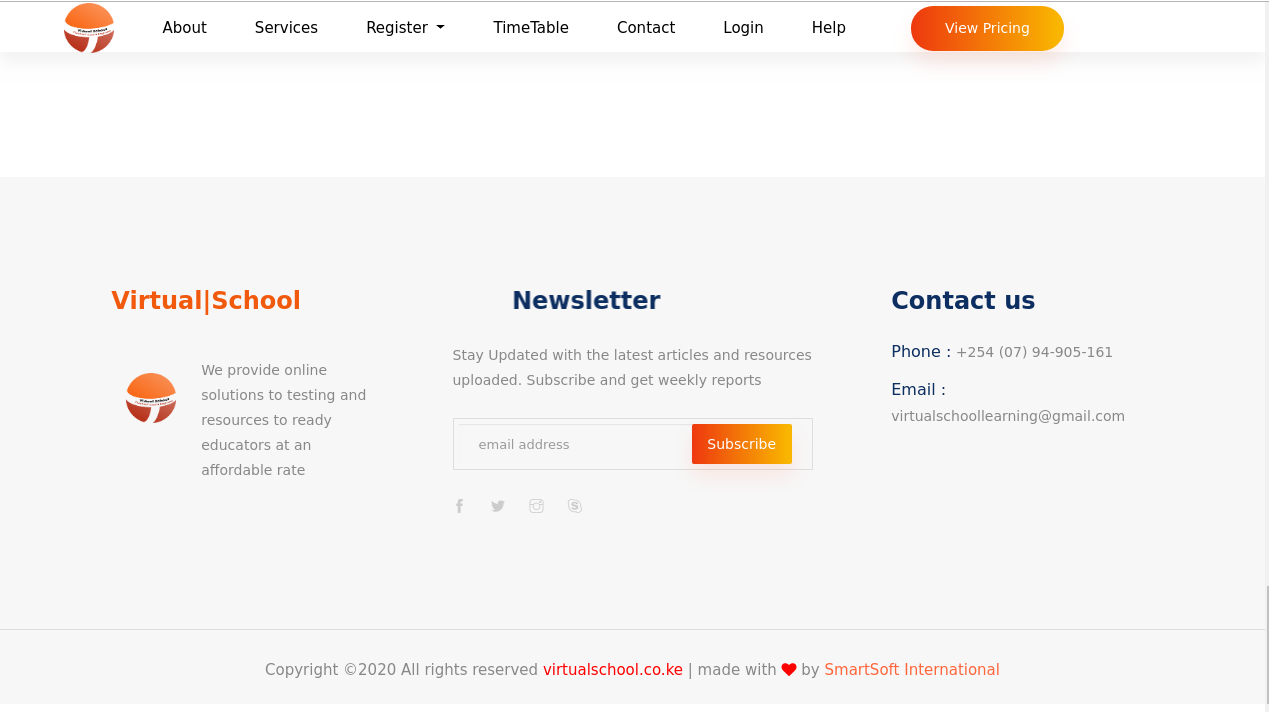 About Services Register TimeTable Contact Login Help View Pricing
Virtual|School
We provide online
solutions to testing and
resources to ready
educators at an
affordable rate
Newsletter
Stay Updated with the latest articles and resources
uploaded. Subscribe and get weekly reports
email address Subscribe
Contact us
Phone : +254 (07) 94-905-161
Email :
virtualschoollearning@gmail.com
Copyright ©2020 All rights reserved virtualschool.co.ke | made with ❤ by SmartSoft International